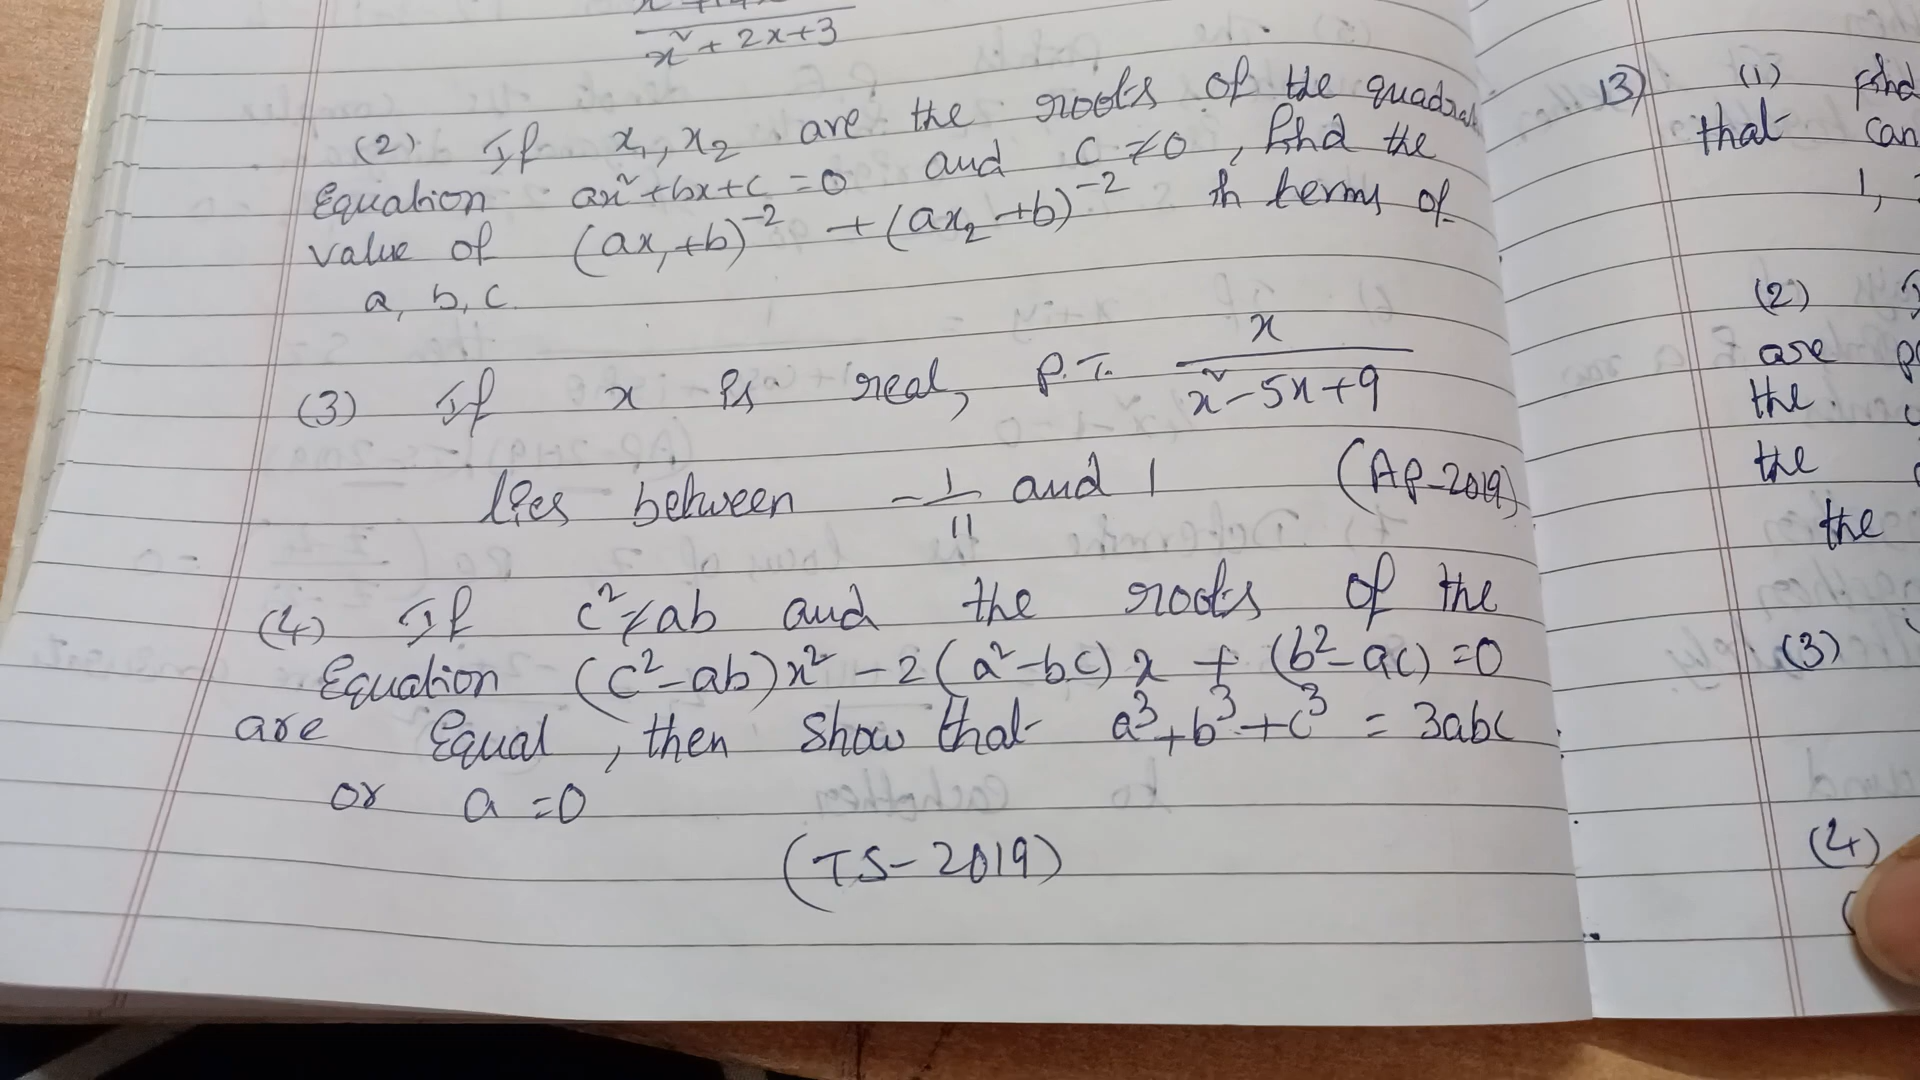 x² + 2x+3
(2) If x₁, x₂ are the roots of the
Equation ax²+bx+c =0 and c ≠0, find the
value of (ax₁+b)⁻² + (ax₂+b)⁻² in terms of
a, b, c.
(3) If x is real, P.T. x / x²-5x+9
lies between -1/11 and 1 (AP-2019)
(4) If c²≠ab and the roots of the
Equation (c²-ab)x² -2(a²-bc)x + (b²-ac) =0
are Equal, then show that a³+b³+c³ = 3abc
or a =0
(TS-2019)
13) (1) Find
that can
1,
(2)
are
the
the
the
(3)
(4)